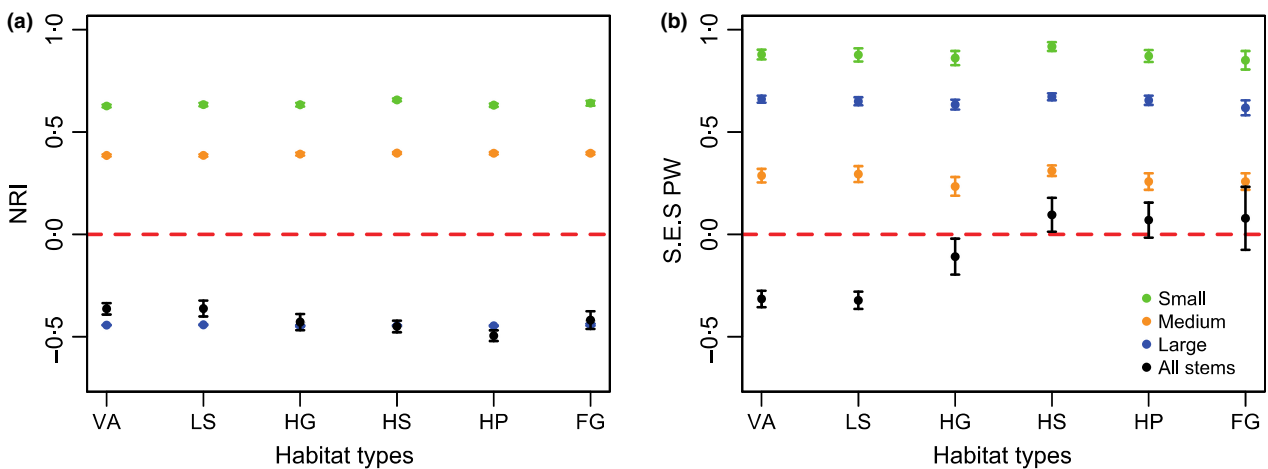 (a)
NRI
1·0
0·5
0·0
−0·5
VA LS HG HS HP FG
Habitat types
(b)
S.E.S PW
1·0
0·5
0·0
−0·5
Small
Medium
Large
All stems
VA LS HG HS HP FG
Habitat types